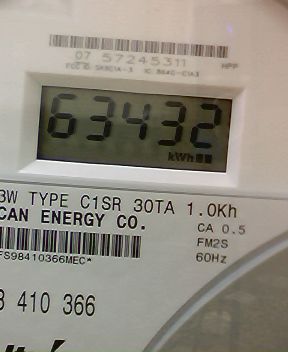 07 57245311
HPP
63432
kWh
3W TYPE C1SR 30TA 1.0Kh
CAN ENERGY CO.
CA 0.5
FM2S
FS98410366MEC*
60Hz
3 410 366